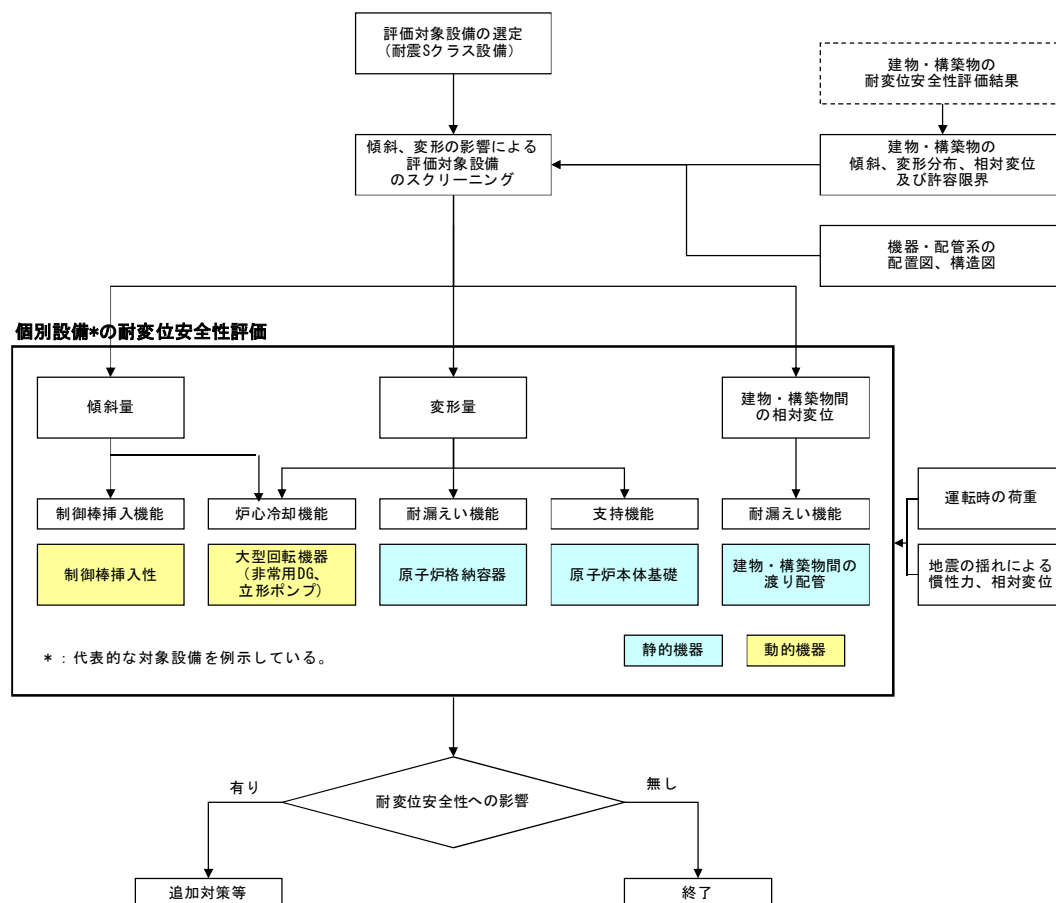 評価対象設備の選定
(耐震Sクラス設備)
建物・構築物の
耐変位安全性評価結果
傾斜、変形の影響による
評価対象設備
のスクリーニング
建物・構築物の
傾斜、変形分布、相対変位
及び許容限界
機器・配管系の
配置図、構造図
個別設備*の耐変位安全性評価
傾斜量
変形量
建物・構築物間
の相対変位
制御棒挿入機能
炉心冷却機能
耐漏えい機能
支持機能
耐漏えい機能
運転時の荷重
制御棒挿入性
大型回転機器
(非常用DG、
立形ポンプ)
原子炉格納容器
原子炉本体基礎
建物・構築物間の
渡り配管
地震の揺れによる
慣性力、相対変位
*：代表的な対象設備を例示している。
静的機器
動的機器
有り
耐変位安全性への影響
無し
追加対策等
終了